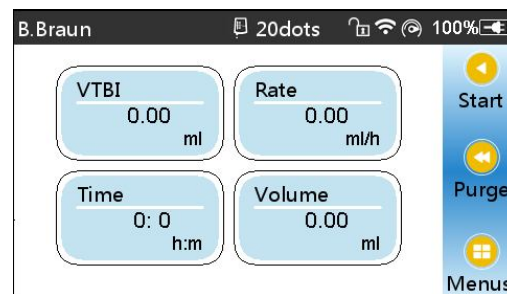 B.Braun 20dots 100%
VTBI
0.00
ml
Rate
0.00
ml/h
Time
0: 0
h:m
Volume
0.00
ml
Start
Purge
Menus